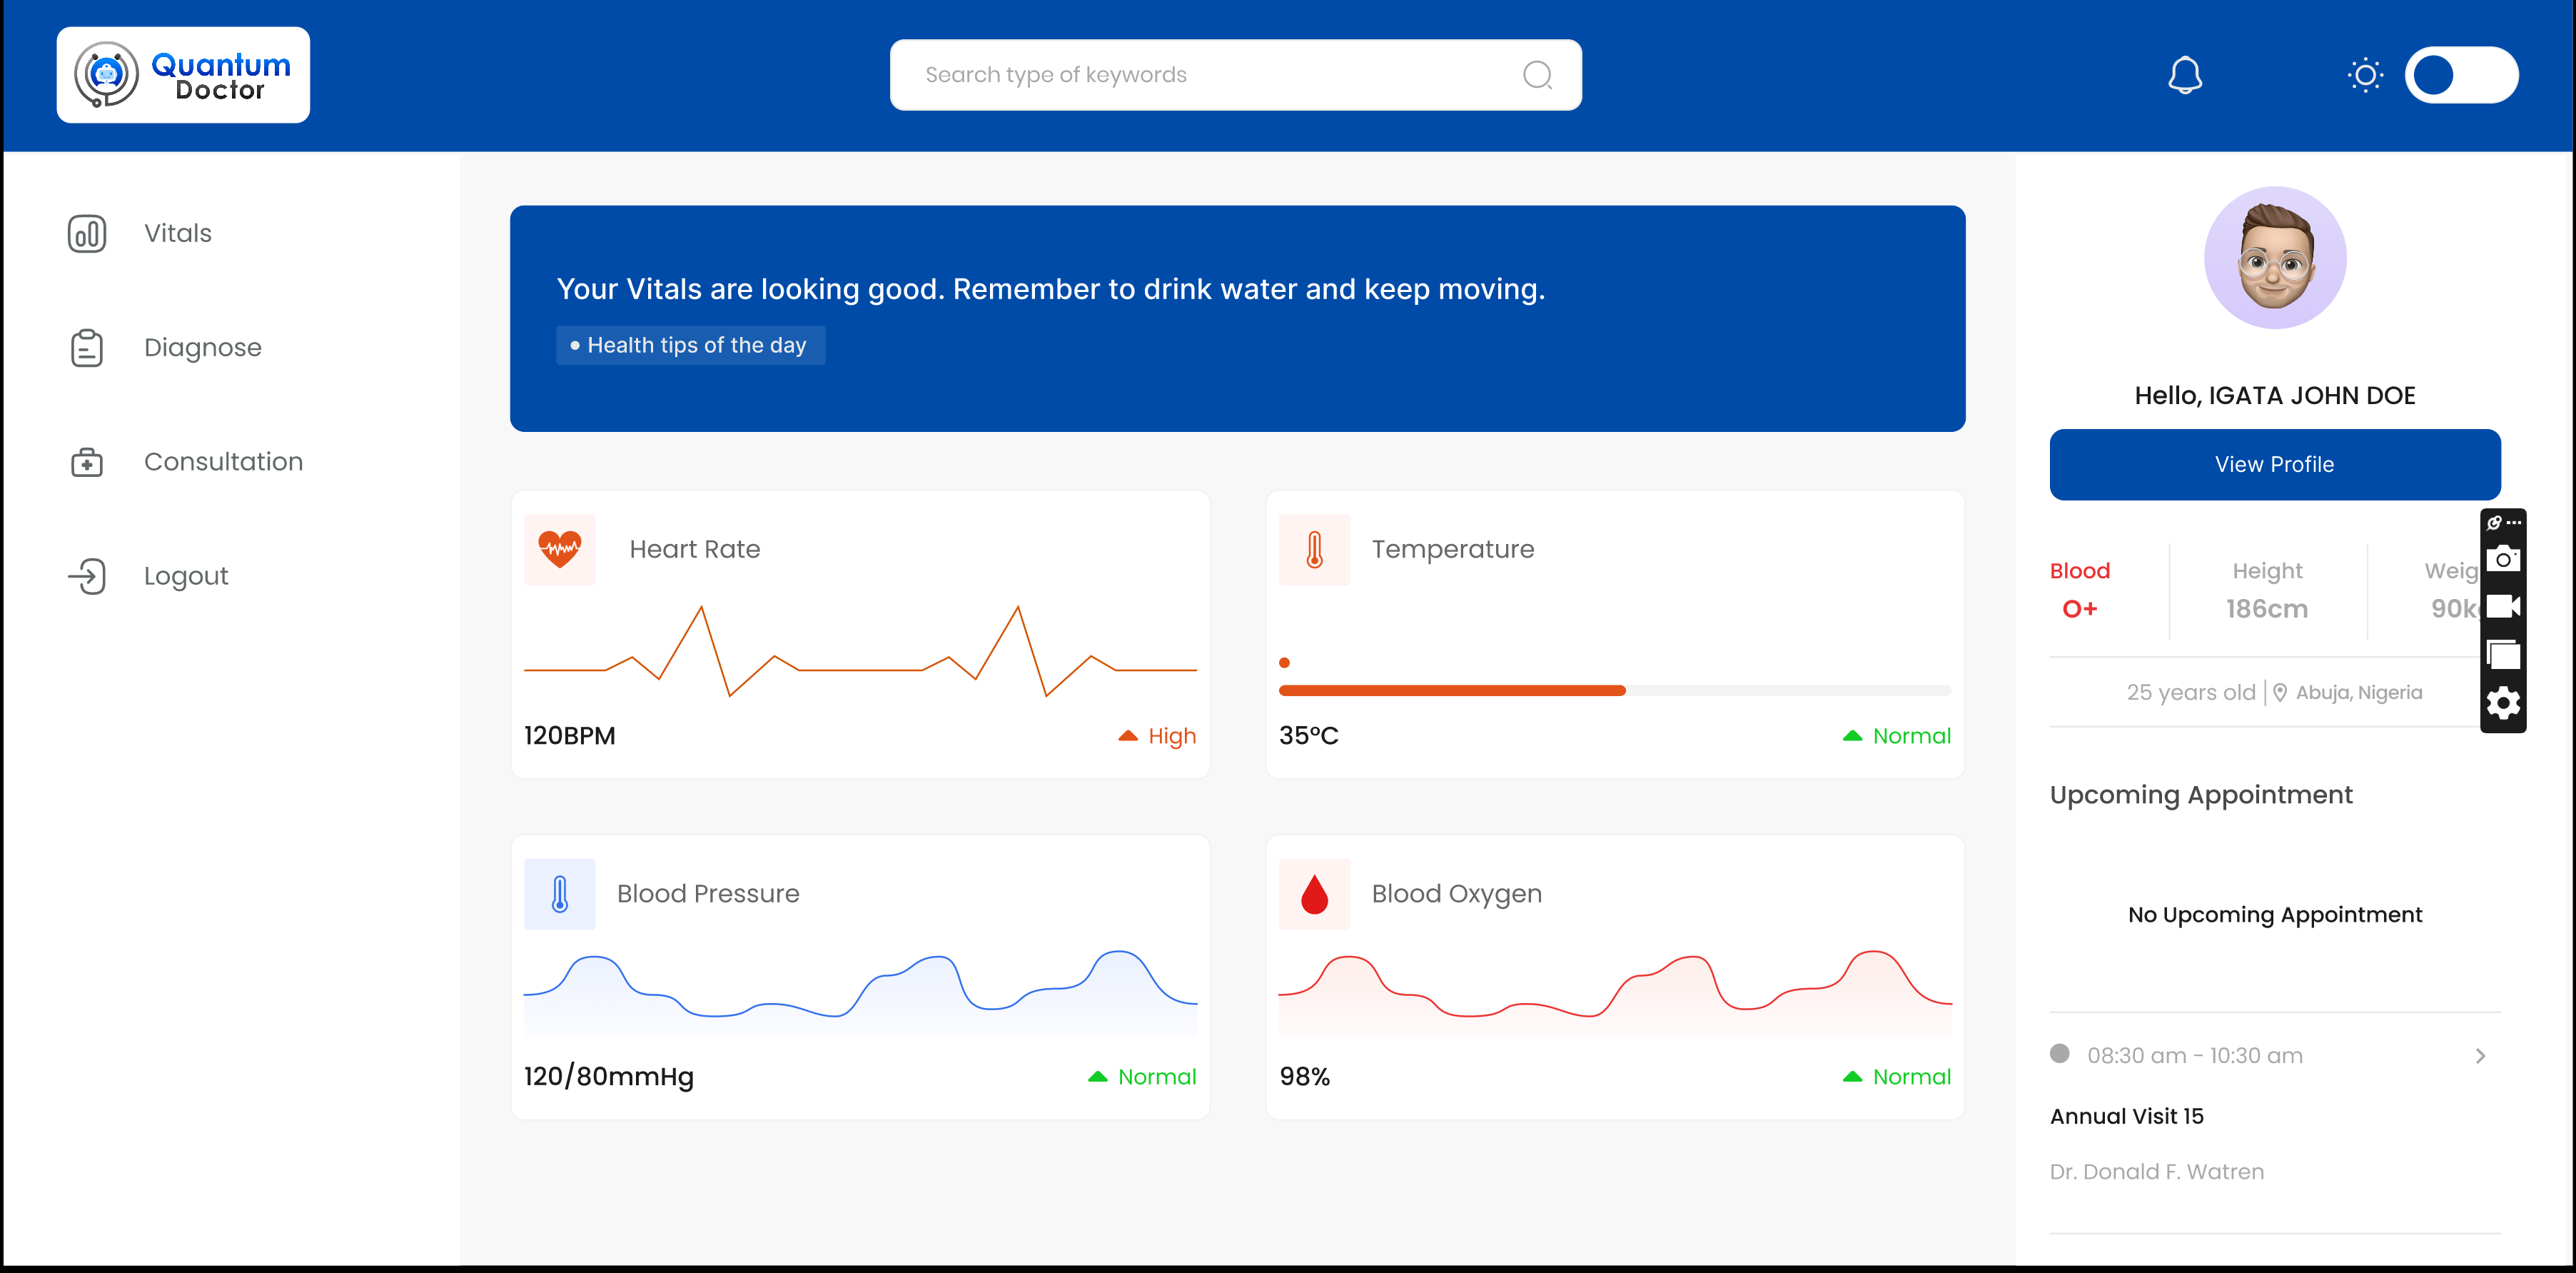 Quantum
Doctor
Search type of keywords
Vitals
Diagnose
Consultation
Logout
Your Vitals are looking good. Remember to drink water and keep moving.
Health tips of the day
Heart Rate
120BPM
High
Temperature
35°C
Normal
Blood Pressure
120/80mmHg
Normal
Blood Oxygen
98%
Normal
Hello, IGATA JOHN DOE
View Profile
Blood
O+
Height
186cm
Weig
90k
25 years old
Abuja, Nigeria
Upcoming Appointment
No Upcoming Appointment
08:30 am - 10:30 am
Annual Visit 15
Dr. Donald F. Watren